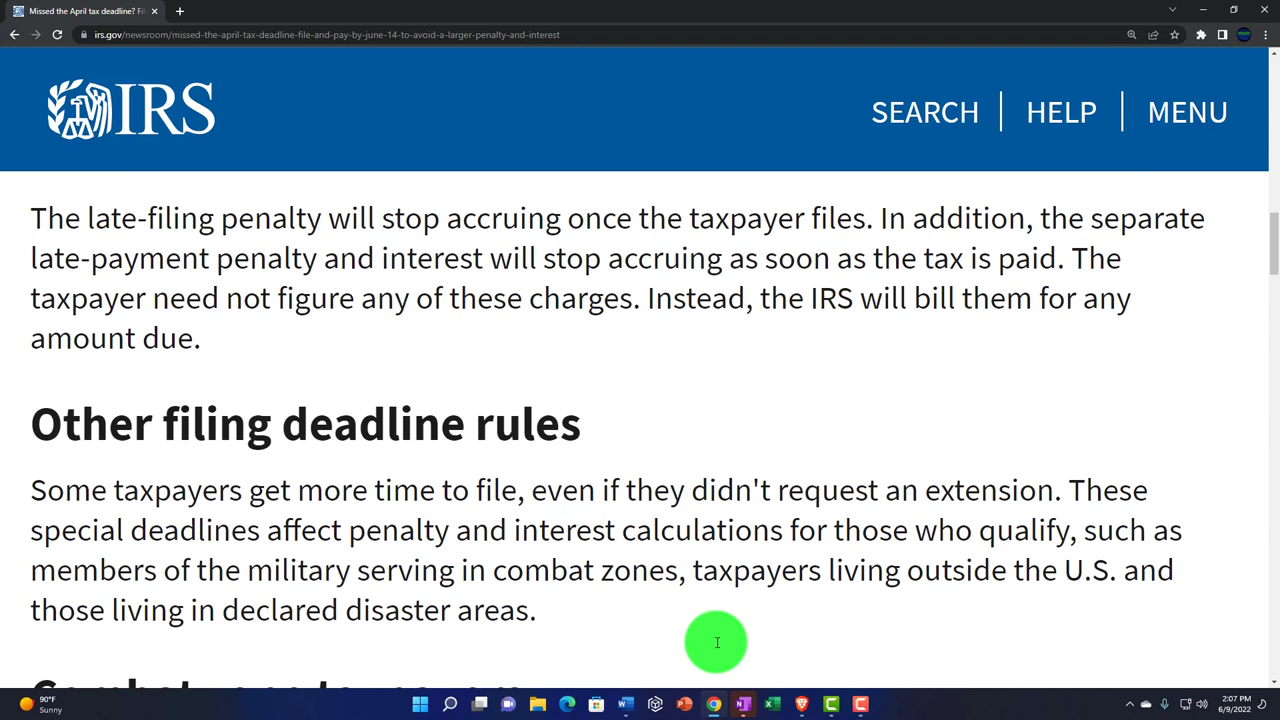 Missed the April tax deadline? Fi
irs.gov/newsroom/missed-the-april-tax-deadline-file-and-pay-by-june-14-to-avoid-a-larger-penalty-and-interest
IRS
SEARCH HELP MENU
The late-filing penalty will stop accruing once the taxpayer files. In addition, the separate
late-payment penalty and interest will stop accruing as soon as the tax is paid. The
taxpayer need not figure any of these charges. Instead, the IRS will bill them for any
amount due.
Other filing deadline rules
Some taxpayers get more time to file, even if they didn't request an extension. These
special deadlines affect penalty and interest calculations for those who qualify, such as
members of the military serving in combat zones, taxpayers living outside the U.S. and
those living in declared disaster areas.
90°F
Sunny
2:07 PM
6/9/2022